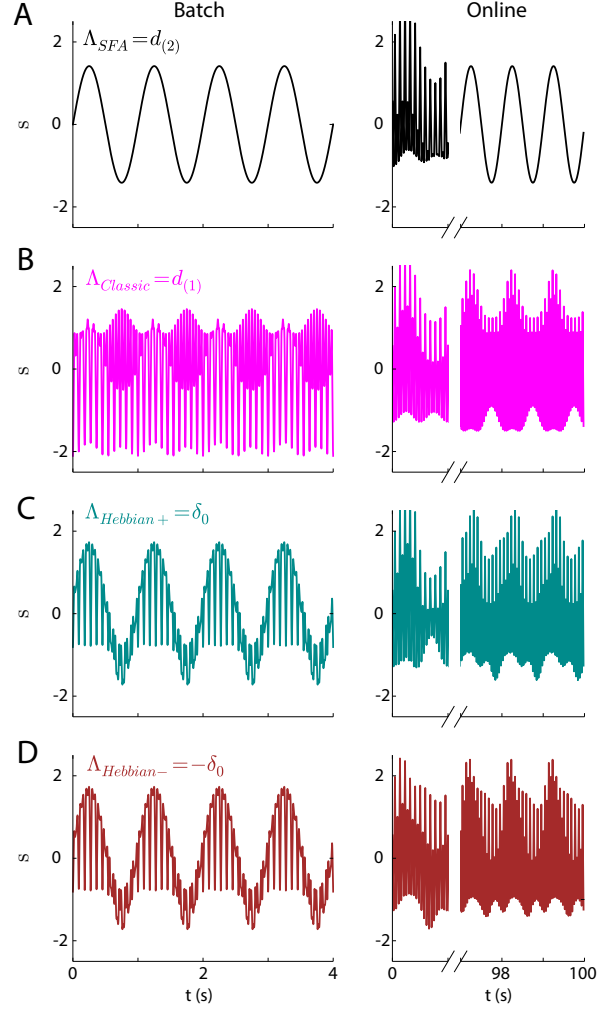 A Batch Online
Λ_SFA = d_(2)
2
0
-2
s
B
Λ_Classic = d_(1)
2
0
-2
s
C
Λ_Hebbian+ = δ_0
2
0
-2
s
D
Λ_Hebbian− = −δ_0
2
0
-2
s
0 2 4 0 98 100
t (s) t (s)